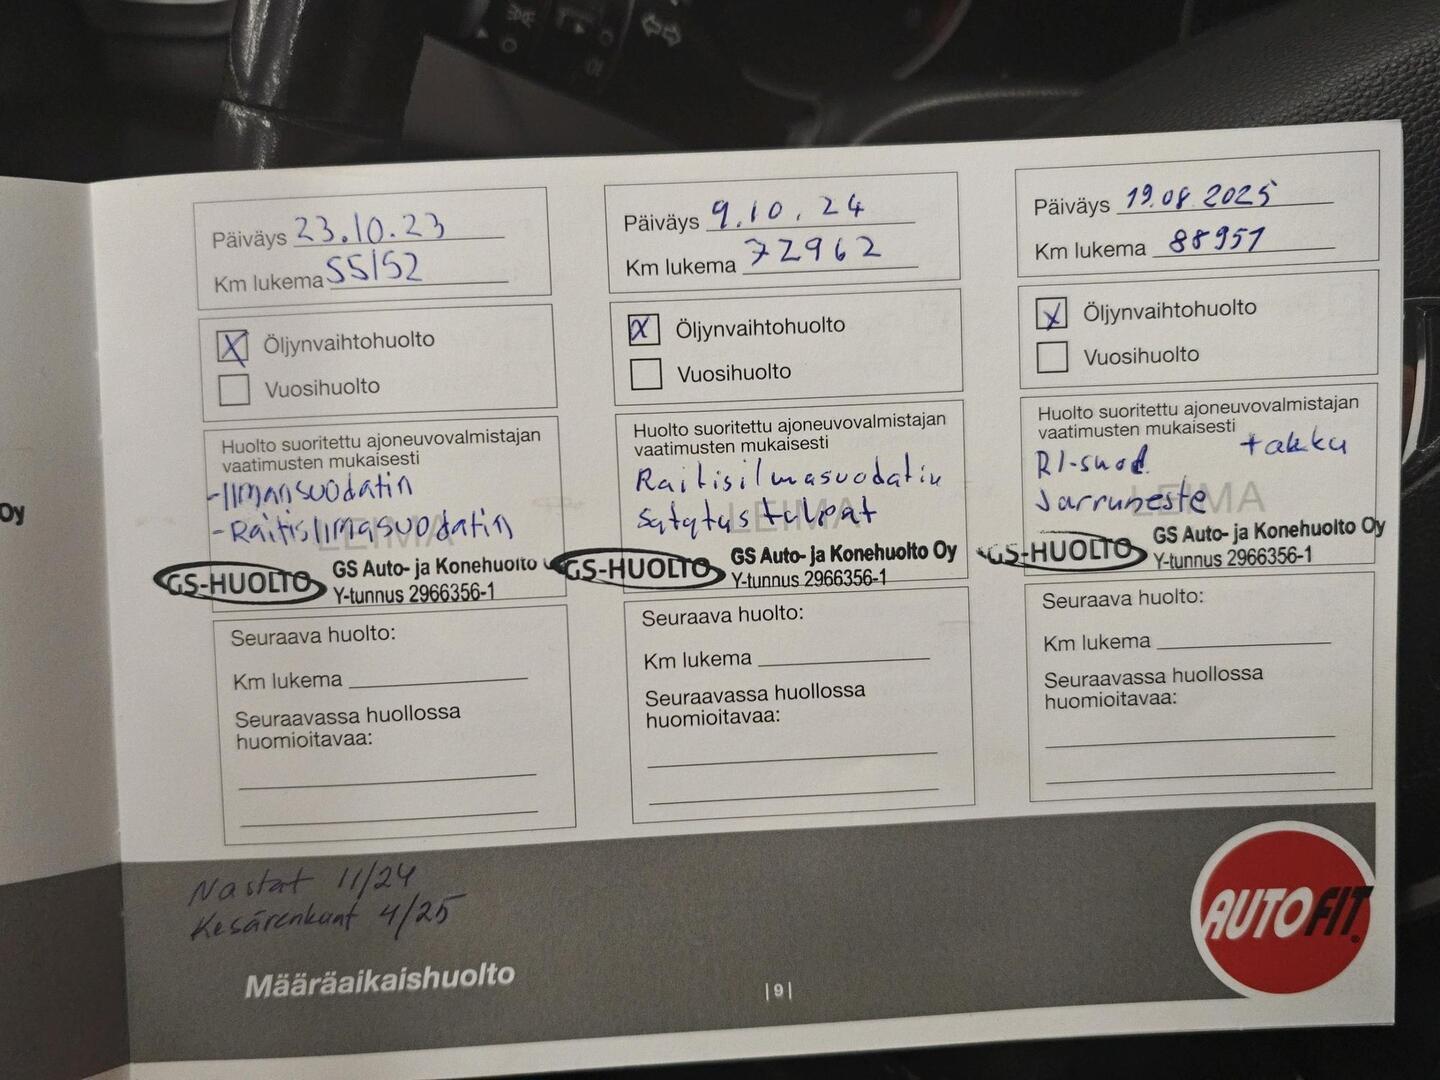 Oy
Päiväys 23.10.23
Km lukema 55152
X Öljynvaihtohuolto
Vuosihuolto
Huolto suoritettu ajoneuvovalmistajan
vaatimusten mukaisesti
-Ilmansuodatin
-Raitisilmasuodatin
LEIMA
GS-HUOLTO GS Auto- ja Konehuolto
Y-tunnus 2966356-1
Seuraava huolto:
Km lukema
Seuraavassa huollossa
huomioitavaa:
Päiväys 9.10.24
Km lukema 72962
X Öljynvaihtohuolto
Vuosihuolto
Huolto suoritettu ajoneuvovalmistajan
vaatimusten mukaisesti
Raitisilmasuodatin
Sytytystulpat
LEIMA
GS-HUOLTO GS Auto- ja Konehuolto Oy
Y-tunnus 2966356-1
Seuraava huolto:
Km lukema
Seuraavassa huollossa
huomioitavaa:
Päiväys 19.08.2025
Km lukema 88951
X Öljynvaihtohuolto
Vuosihuolto
Huolto suoritettu ajoneuvovalmistajan
vaatimusten mukaisesti
RI-suod. +akku
Jarruneste
LEIMA
GS-HUOLTO GS Auto- ja Konehuolto Oy
Y-tunnus 2966356-1
Seuraava huolto:
Km lukema
Seuraavassa huollossa
huomioitavaa:
Nastat 11/24
Kesärenkaat 4/25
Määräaikaishuolto
|9|
AUTOFIT